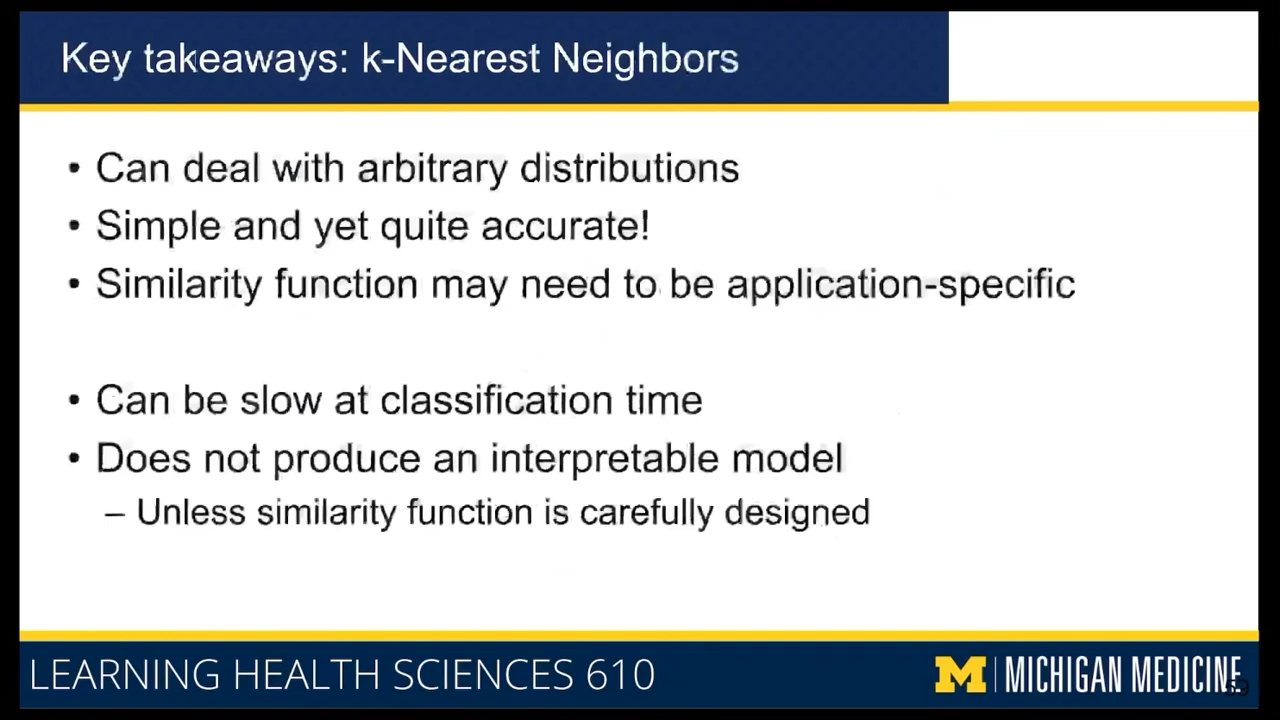 Key takeaways: k-Nearest Neighbors
• Can deal with arbitrary distributions
• Simple and yet quite accurate!
• Similarity function may need to be application-specific
• Can be slow at classification time
• Does not produce an interpretable model
– Unless similarity function is carefully designed
LEARNING HEALTH SCIENCES 610
M | MICHIGAN MEDICINE